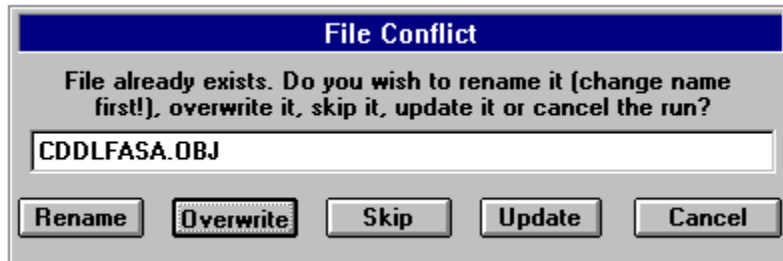 File Conflict
File already exists. Do you wish to rename it (change name
first!), overwrite it, skip it, update it or cancel the run?
CDDLFASA.OBJ
Rename Overwrite Skip Update Cancel